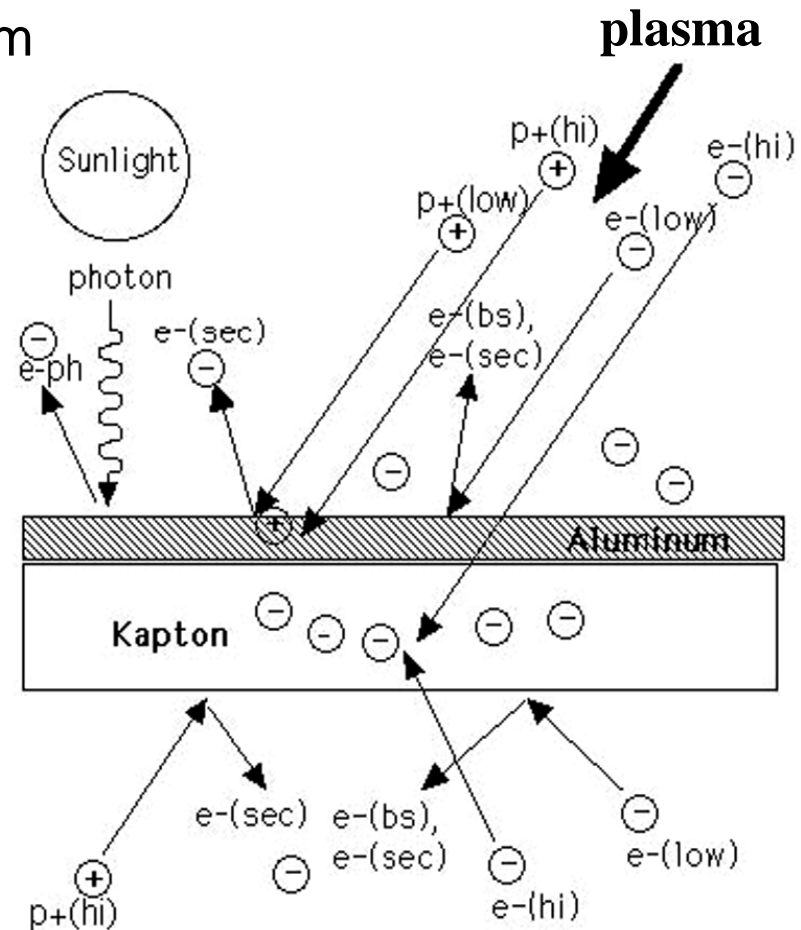 m
plasma
Sunlight
p+(hi)
+
e-(hi)
−
p+(low)
+
e-(low)
−
photon
−
e-ph
e-(sec)
−
e-(bs),
e-(sec)
−
−
−
+
Aluminum
Kapton
−
-
−
−
−
e-(sec)
e-(bs),
e-(sec)
−
e-(low)
+
p+(hi)
−
−
e-(hi)